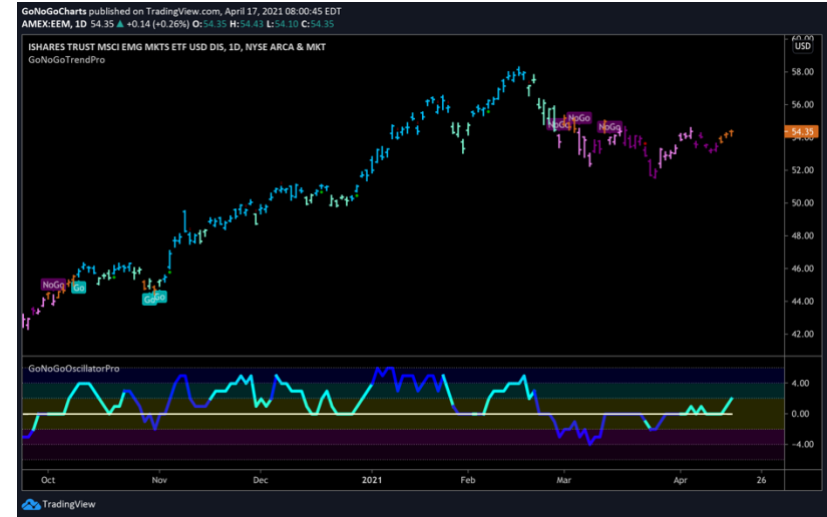 GoNoGoCharts published on TradingView.com, April 17, 2021 08:00:45 EDT
AMEX:EEM, 1D 54.35 ▲ +0.14 (+0.26%) O:54.35 H:54.43 L:54.10 C:54.35
ISHARES TRUST MSCI EMG MKTS ETF USD DIS, 1D, NYSE ARCA & MKT
GoNoGoTrendPro
60.00
USD
58.00
56.00
54.35
54.00
52.00
50.00
48.00
46.00
44.00
42.00
NoGo
Go
Go
Go
NoGo
NoGo
NoGo
GoNoGoOscillatorPro
4.00
0.00
−4.00
Oct Nov Dec 2021 Feb Mar Apr 26
TradingView